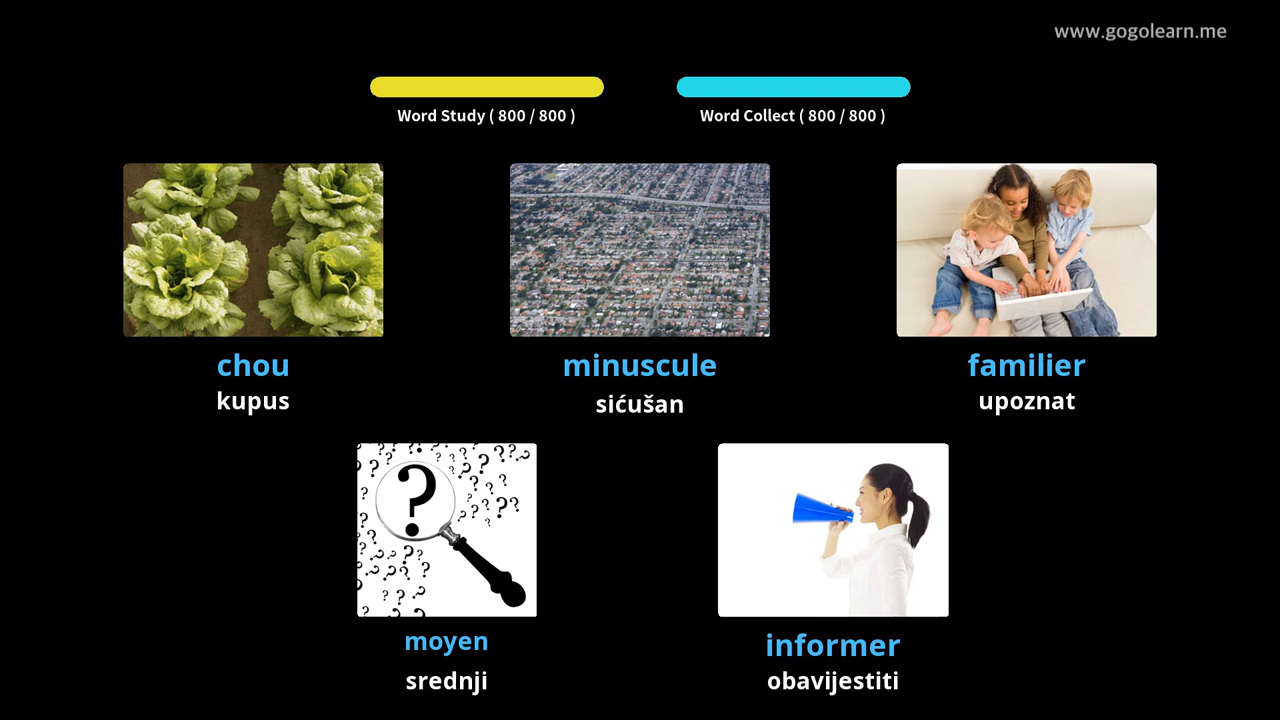 www.gogolearn.me
Word Study ( 800 / 800 )
Word Collect ( 800 / 800 )
chou
kupus
minuscule
sićušan
familier
upoznat
moyen
srednji
informer
obavijestiti